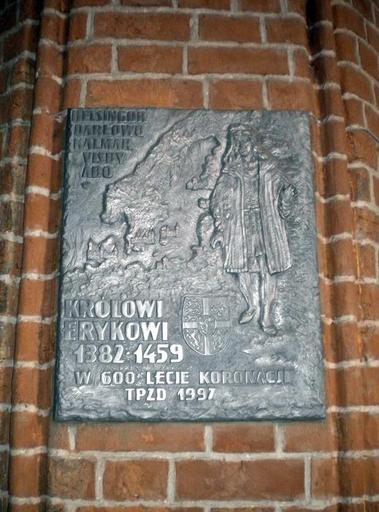 HELSINGØR
DARŁOWO
KALMAR
VISBY
ÅBO
KRÓLOWI
ERYKOWI
1382-1459
W 600-LECIE KORONACJI
TPZD 1997